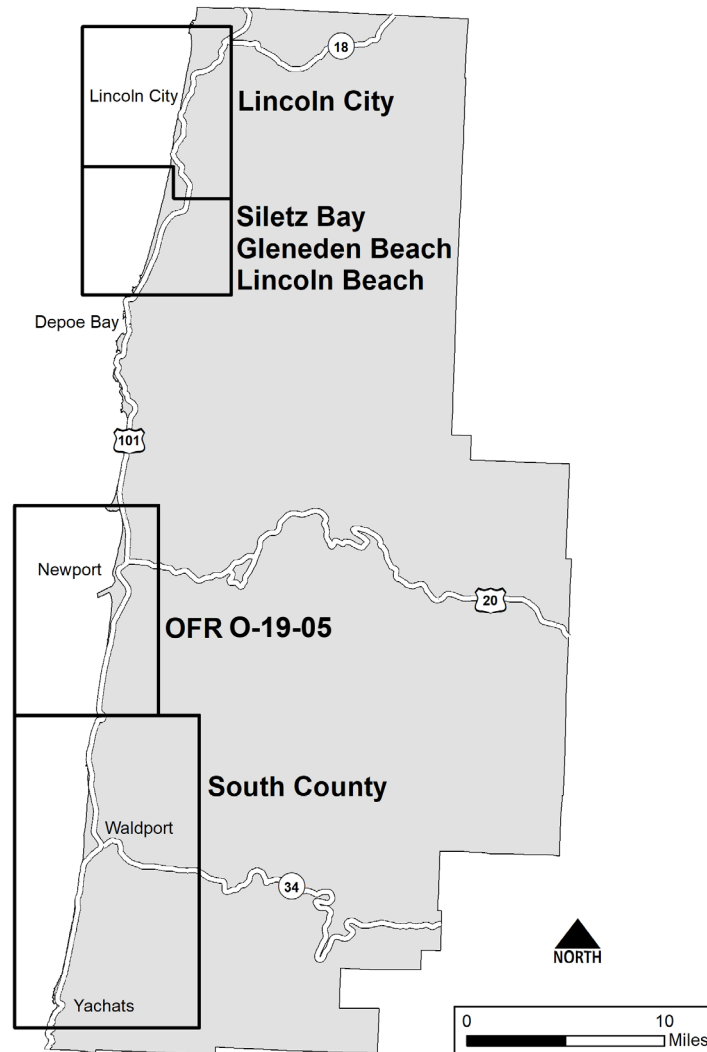 18
Lincoln City
Lincoln City
Siletz Bay
Gleneden Beach
Lincoln Beach
Depoe Bay
101
Newport
20
OFR O-19-05
South County
Waldport
34
NORTH
Yachats
0 10
Miles